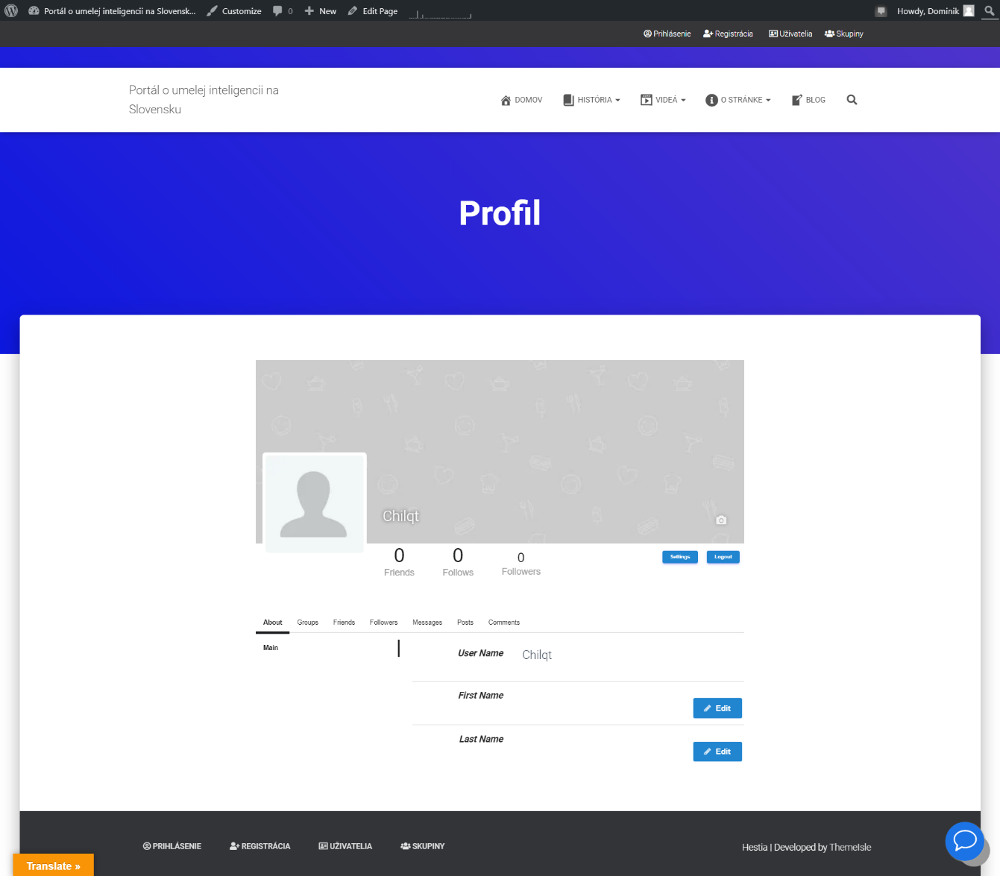 Portál o umelej inteligencii na Slovensk... Customize 0 New Edit Page Howdy, Dominik
Prihlásenie Registrácia Uživatelia Skupiny
Portál o umelej inteligencii na
Slovensku
DOMOV HISTÓRIA VIDEÁ O STRÁNKE BLOG
Profil
Chilqt
0 0 0
Friends Follows Followers
Settings Logout
About Groups Friends Followers Messages Posts Comments
Main
User Name Chilqt
First Name
Edit
Last Name
Edit
PRIHLÁSENIE REGISTRÁCIA UŽIVATELIA SKUPINY
Hestia | Developed by ThemeIsle
Translate »